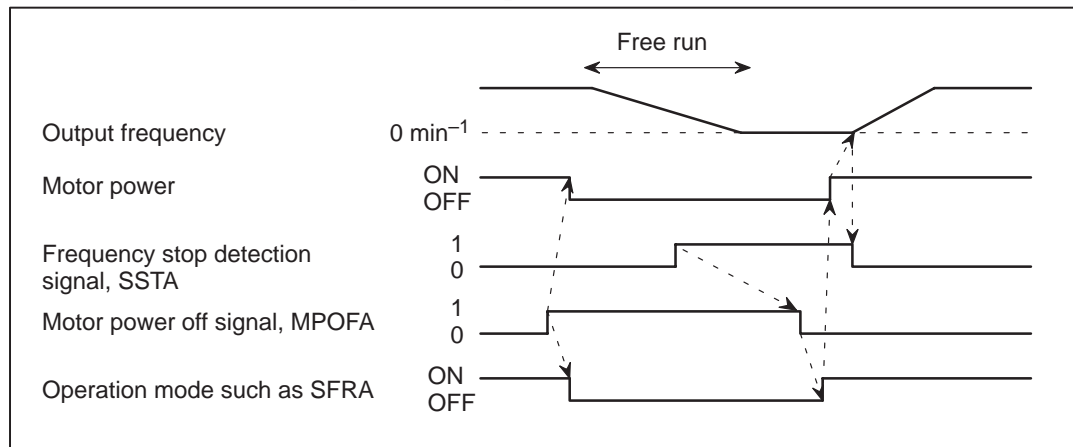 Free run
Output frequency 0 min–1
Motor power ON
OFF
Frequency stop detection
signal, SSTA 1
0
Motor power off signal, MPOFA 1
0
Operation mode such as SFRA ON
OFF